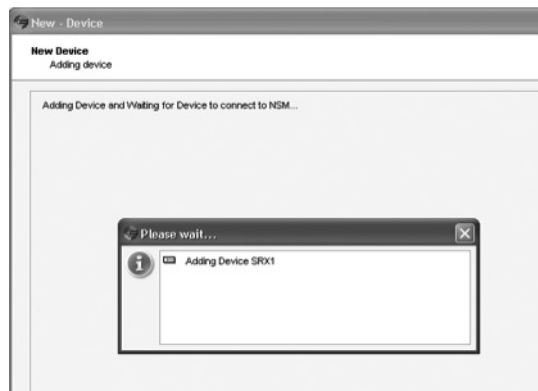 New - Device
New Device
Adding device
Adding Device and Waiting for Device to connect to NSM...
Please wait...
Adding Device SRX1